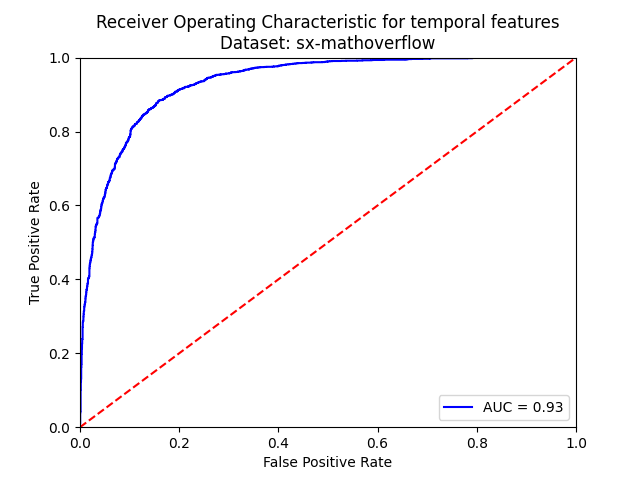 Receiver Operating Characteristic for temporal features
Dataset: sx-mathoverflow
1.0
0.8
0.6
0.4
0.2
0.0
True Positive Rate
AUC = 0.93
0.0 0.2 0.4 0.6 0.8 1.0
False Positive Rate